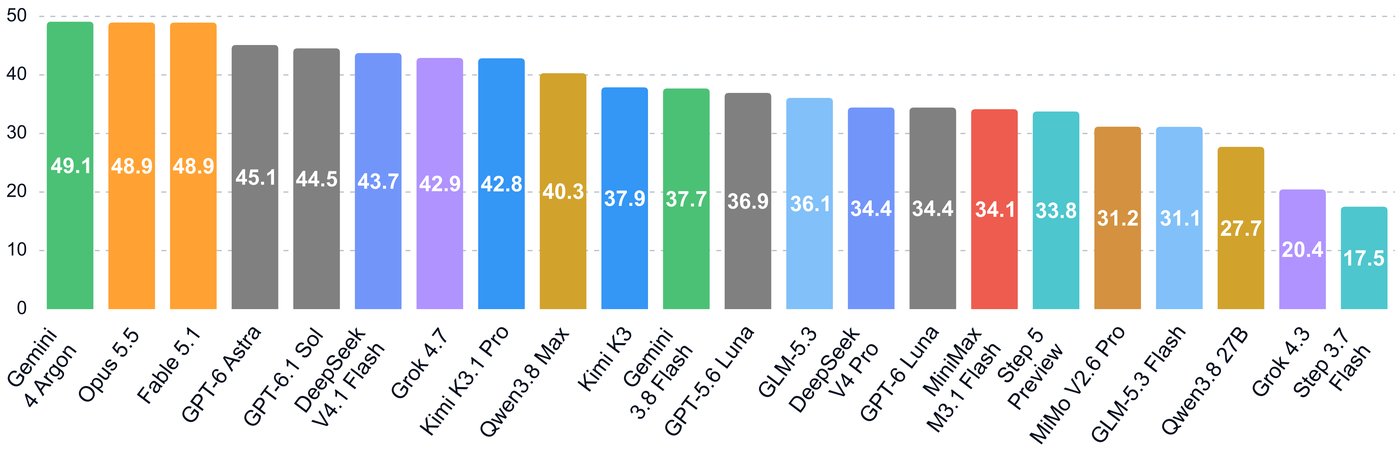 50
40
30
20
10
0
49.1
48.9
48.9
45.1
44.5
43.7
42.9
42.8
40.3
37.9
37.7
36.9
36.1
34.4
34.4
34.1
33.8
31.2
31.1
27.7
20.4
17.5
Gemini
4 Argon
Opus 5.5
Fable 5.1
GPT-6 Astra
GPT-6.1 Sol
DeepSeek
V4.1 Flash
Grok 4.7
Kimi K3.1 Pro
Qwen3.8 Max
Kimi K3
Gemini
3.8 Flash
GPT-5.6 Luna
GLM-5.3
DeepSeek
V4 Pro
GPT-6 Luna
MiniMax
M3.1 Flash
Step 5
Preview
MiMo V2.6 Pro
GLM-5.3 Flash
Qwen3.8 27B
Grok 4.3
Step 3.7
Flash